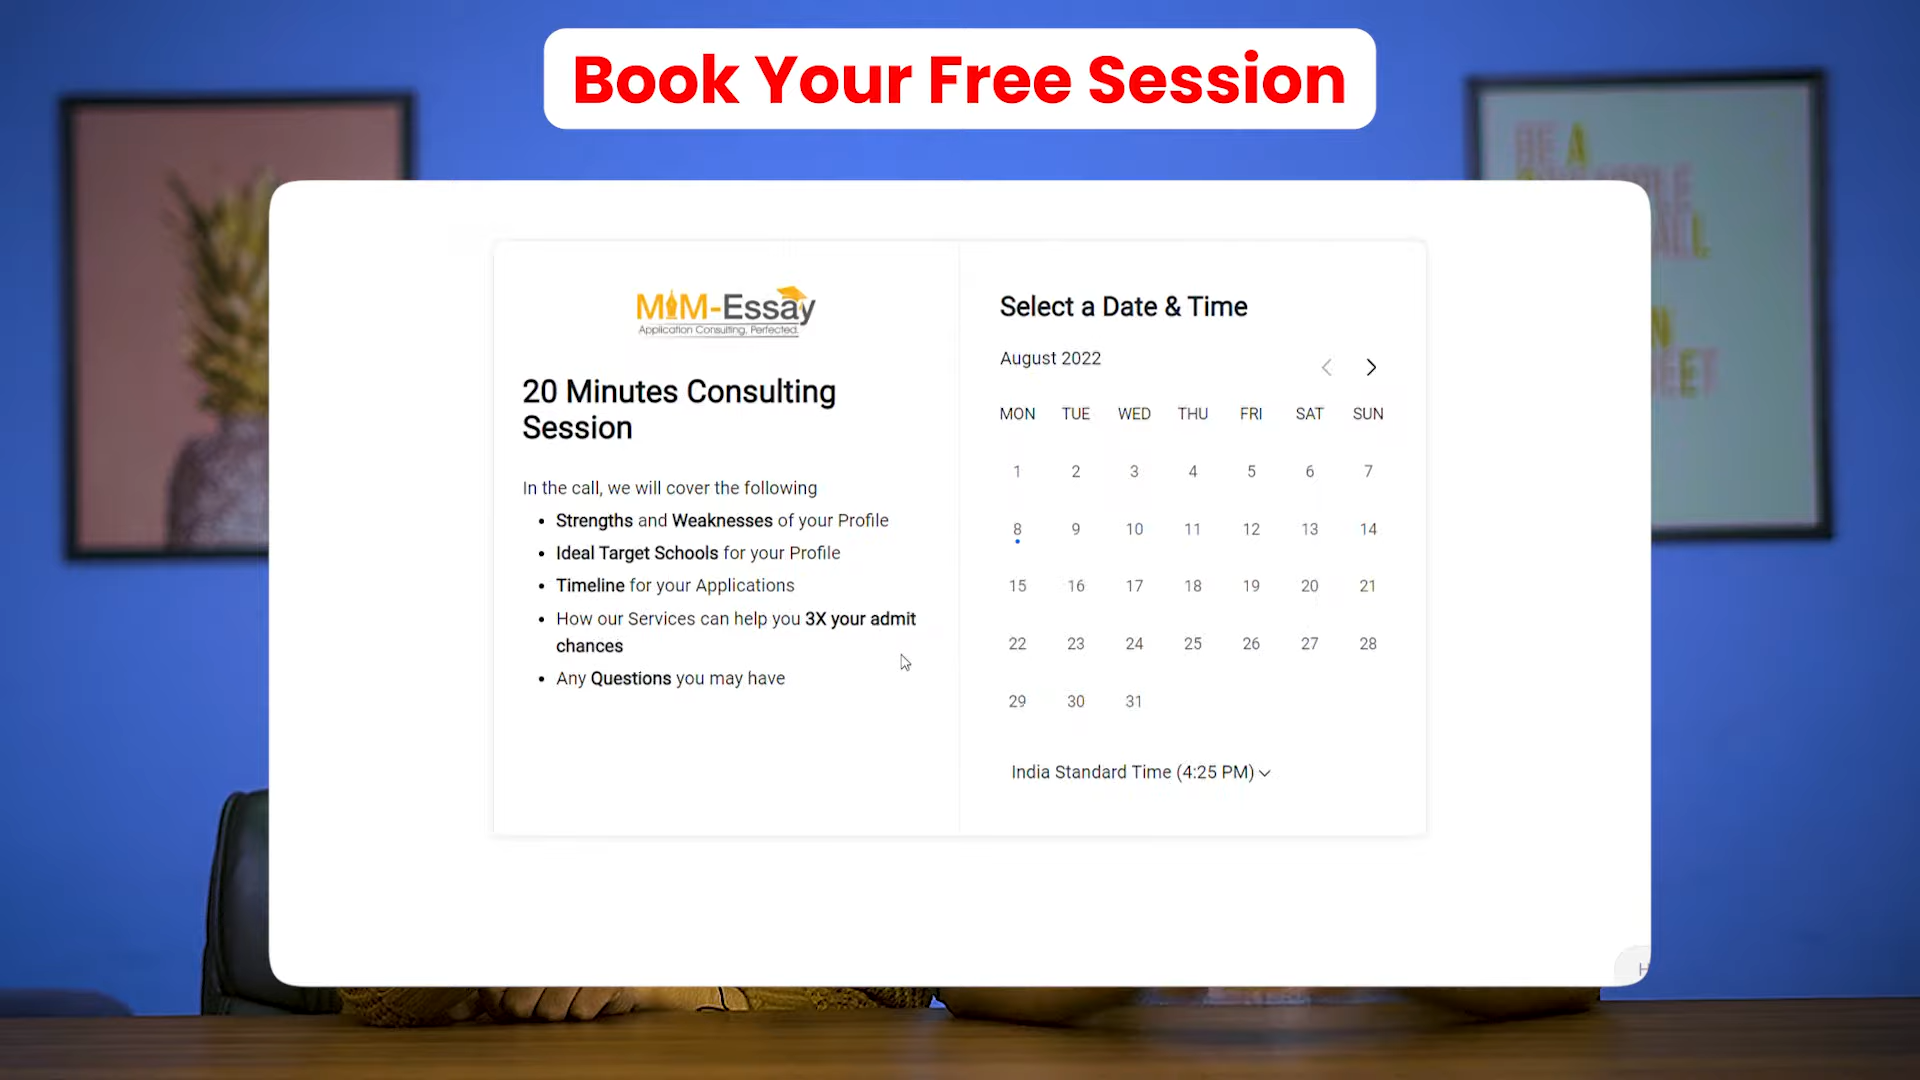 Book Your Free Session
BE A
MiM-Essay
Application Consulting, Perfected.
20 Minutes Consulting
Session
In the call, we will cover the following
• Strengths and Weaknesses of your Profile
• Ideal Target Schools for your Profile
• Timeline for your Applications
• How our Services can help you 3X your admit
chances
• Any Questions you may have
Select a Date & Time
August 2022
MON TUE WED THU FRI SAT SUN
1 2 3 4 5 6 7
8 9 10 11 12 13 14
15 16 17 18 19 20 21
22 23 24 25 26 27 28
29 30 31
India Standard Time (4:25 PM)